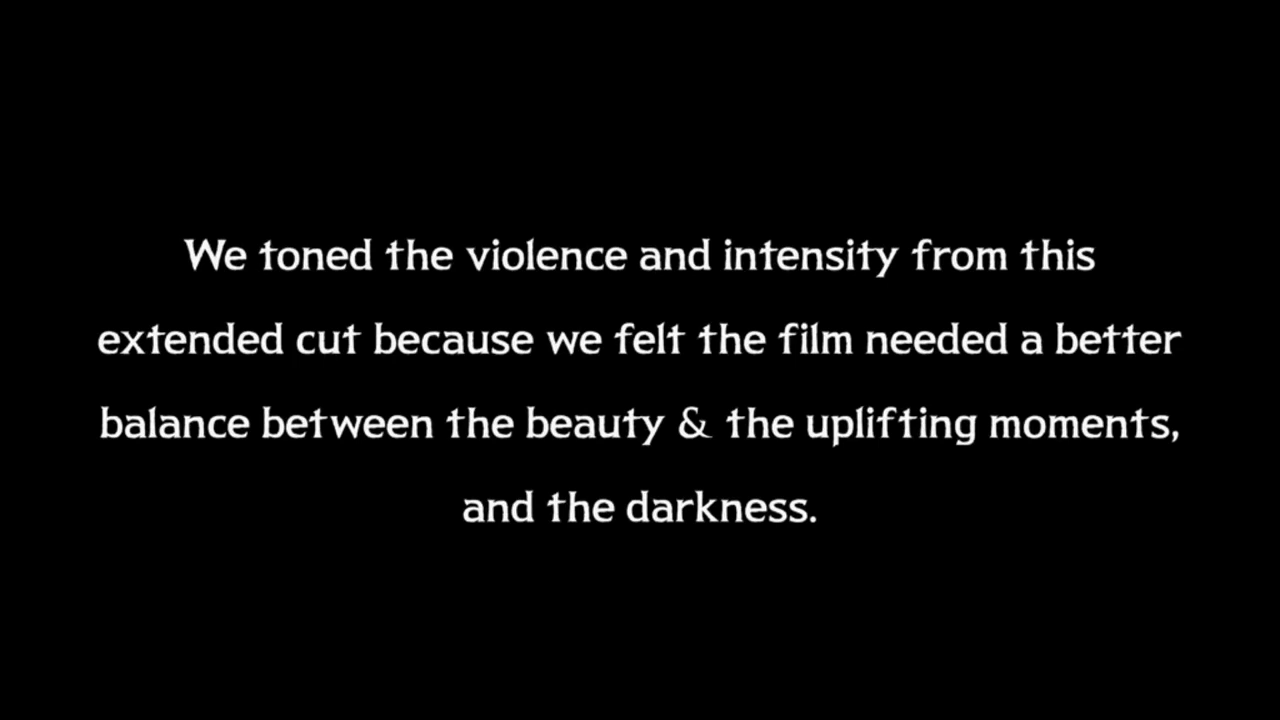 We toned the violence and intensity from this
extended cut because we felt the film needed a better
balance between the beauty & the uplifting moments,
and the darkness.